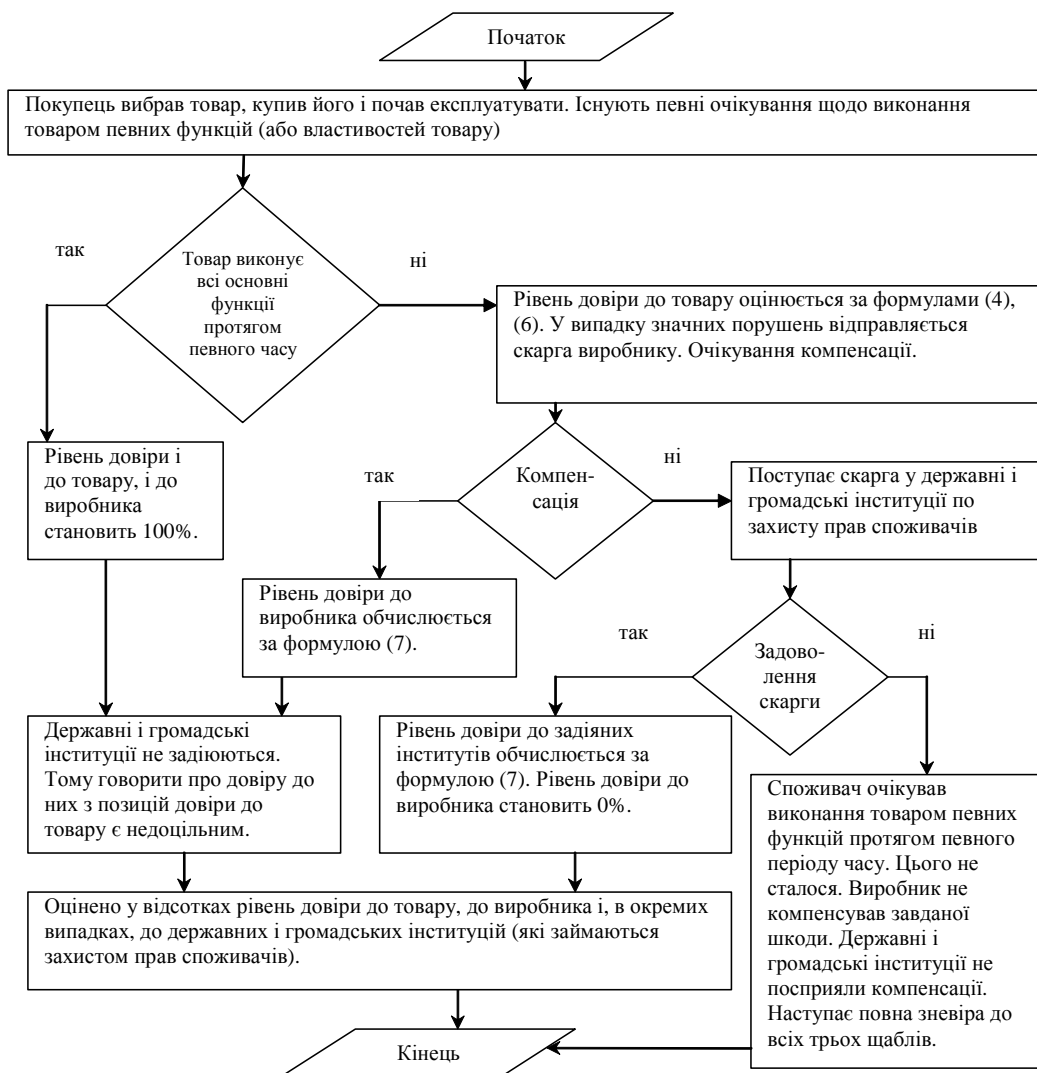 Початок
Покупець вибрав товар, купив його і почав експлуатувати. Існують певні очікування щодо виконання
товаром певних функцій (або властивостей товару)
так
ні
Товар виконує
всі основні
функції
протягом
певного часу
Рівень довіри до товару оцінюється за формулами (4),
(6). У випадку значних порушень відправляється
скарга виробнику. Очікування компенсації.
Рівень довіри і
до товару, і до
виробника
становить 100%.
так
ні
Компен-
сація
Поступає скарга у державні і
громадські інституції по
захисту прав споживачів
Рівень довіри до
виробника обчислюється
за формулою (7).
так
ні
Задово-
лення
скарги
Державні і громадські
інституції не задіюються.
Тому говорити про довіру до
них з позицій довіри до
товару є недоцільним.
Рівень довіри до задіяних
інститутів обчислюється за
формулою (7). Рівень довіри до
виробника становить 0%.
Споживач очікував
виконання товаром певних
функцій протягом певного
періоду часу. Цього не
сталося. Виробник не
компенсував завданої
шкоди. Державні і
громадські інституції не
посприяли компенсації.
Наступає повна зневіра до
всіх трьох щаблів.
Оцінено у відсотках рівень довіри до товару, до виробника і, в окремих
випадках, до державних і громадських інституцій (які займаються
захистом прав споживачів).
Кінець